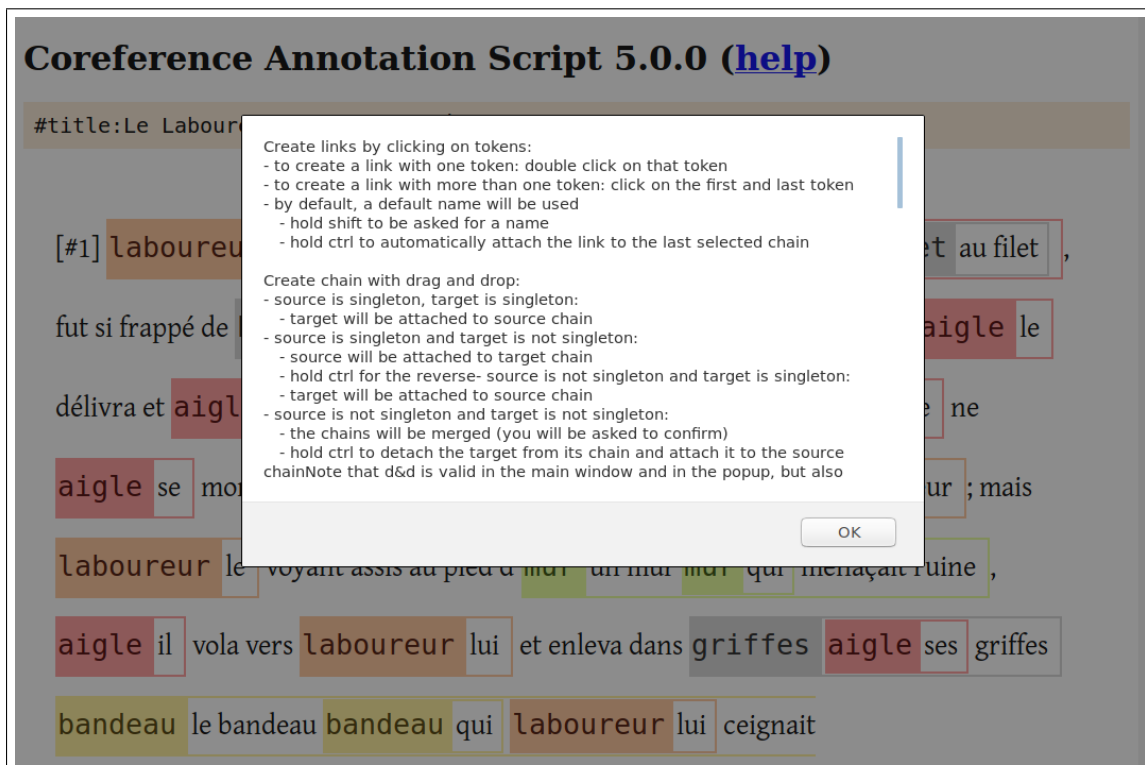 Coreference Annotation Script 5.0.0 (help)
#title:Le
Create links by clicking on tokens:
- to create a link with one token: double click on that token
- to create a link with more than one token: click on the first and last token
- by default, a default name will be used
- hold shift to be asked for a name
- hold ctrl to automatically attach the link to the last selected chain
Create chain with drag and drop:
- source is singleton, target is singleton:
- target will be attached to source chain
- source is singleton and target is not singleton:
- source will be attached to target chain
- hold ctrl for the reverse- source is not singleton and target is singleton:
- target will be attached to source chain
- source is not singleton and target is not singleton:
- the chains will be merged (you will be asked to confirm)
- hold ctrl to detach the target from its chain and attach it to the source
chainNote that d&d is valid in the main window and in the popup, but also
OK
[#1] au filet ,
fut si frappé de aigle le
délivra et ne
aigle se ; mais
laboureur le voyant assis au pied d'mur un mur mur qui menaçait ruine ,
aigle il vola vers laboureur lui et enleva dans griffes aigle ses griffes
bandeau le bandeau bandeau qui laboureur lui ceignait